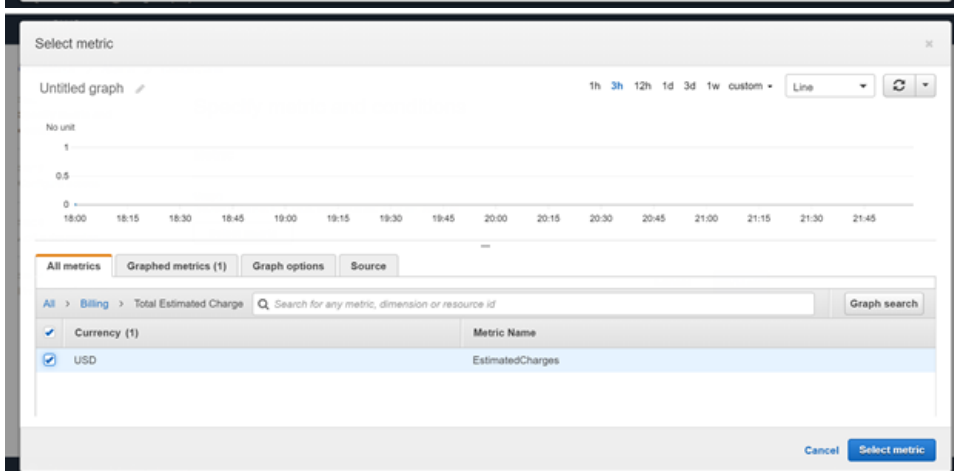 Select metric ×
Untitled graph 1h 3h 12h 1d 3d 1w custom Line
No unit
1
0.5
0
18:00 18:15 18:30 18:45 19:00 19:15 19:30 19:45 20:00 20:15 20:30 20:45 21:00 21:15 21:30 21:45
All metrics Graphed metrics (1) Graph options Source
All > Billing > Total Estimated Charge Search for any metric, dimension or resource id Graph search
Currency (1) Metric Name
USD EstimatedCharges
Cancel Select metric